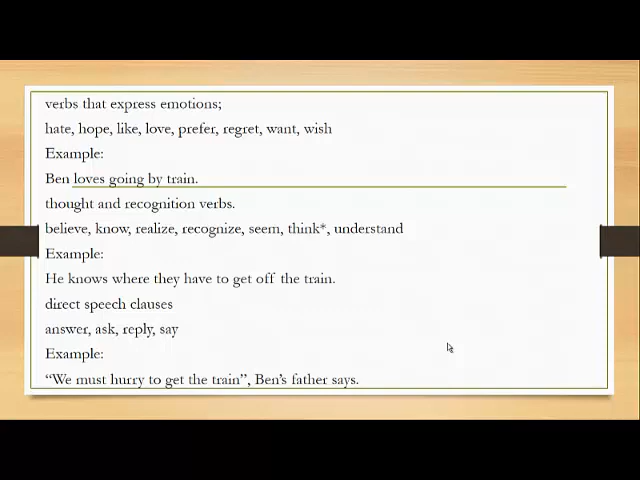 verbs that express emotions;
hate, hope, like, love, prefer, regret, want, wish
Example:
Ben loves going by train.
thought and recognition verbs.
believe, know, realize, recognize, seem, think*, understand
Example:
He knows where they have to get off the train.
direct speech clauses
answer, ask, reply, say
Example:
“We must hurry to get the train”, Ben’s father says.